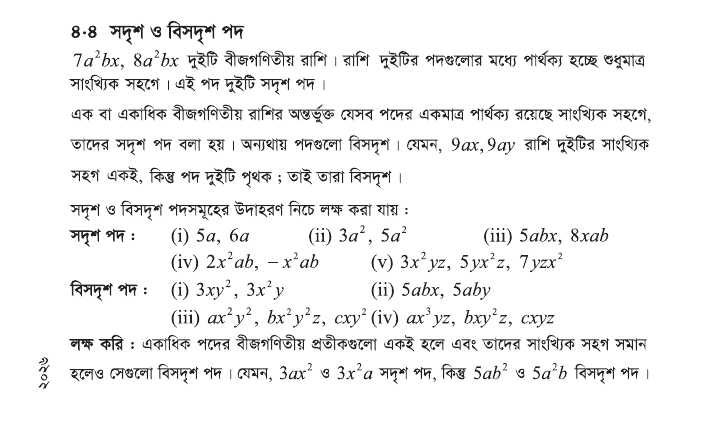 ৪·৪ সদৃশ ও বিসদৃশ পদ
7a²bx, 8a²bx দুইটি বীজগণিতীয় রাশি। রাশি দুইটির পদগুলোর মধ্যে পার্থক্য হচ্ছে শুধুমাত্র
সাংখ্যিক সহগে। এই পদ দুইটি সদৃশ পদ।
এক বা একাধিক বীজগণিতীয় রাশির অন্তর্ভুক্ত যেসব পদের একমাত্র পার্থক্য রয়েছে সাংখ্যিক সহগে,
তাদের সদৃশ পদ বলা হয়। অন্যথায় পদগুলো বিসদৃশ। যেমন, 9ax, 9ay রাশি দুইটির সাংখ্যিক
সহগ একই, কিন্তু পদ দুইটি পৃথক ; তাই তারা বিসদৃশ।
সদৃশ ও বিসদৃশ পদসমূহের উদাহরণ নিচে লক্ষ করা যায় :
সদৃশ পদ : (i) 5a, 6a (ii) 3a², 5a² (iii) 5abx, 8xab
(iv) 2x²ab, −x²ab (v) 3x²yz, 5yx²z, 7yzx²
বিসদৃশ পদ : (i) 3xy², 3x²y (ii) 5abx, 5aby
(iii) ax²y², bx²y²z, cxy² (iv) ax³yz, bxy²z, cxyz
লক্ষ করি : একাধিক পদের বীজগণিতীয় প্রতীকগুলো একই হলে এবং তাদের সাংখ্যিক সহগ সমান
হলেও সেগুলো বিসদৃশ পদ। যেমন, 3ax² ও 3x²a সদৃশ পদ, কিন্তু 5ab² ও 5a²b বিসদৃশ পদ।
২০২৬